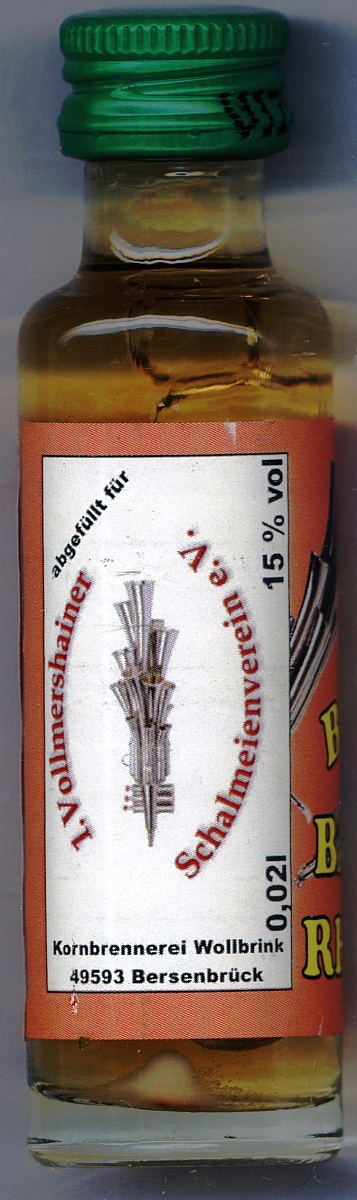 abgefüllt für
1.Vollmershainer
Schalmeienverein e.V.
15 % vol
0,02l
Kornbrennerei Wollbrink
49593 Bersenbrück